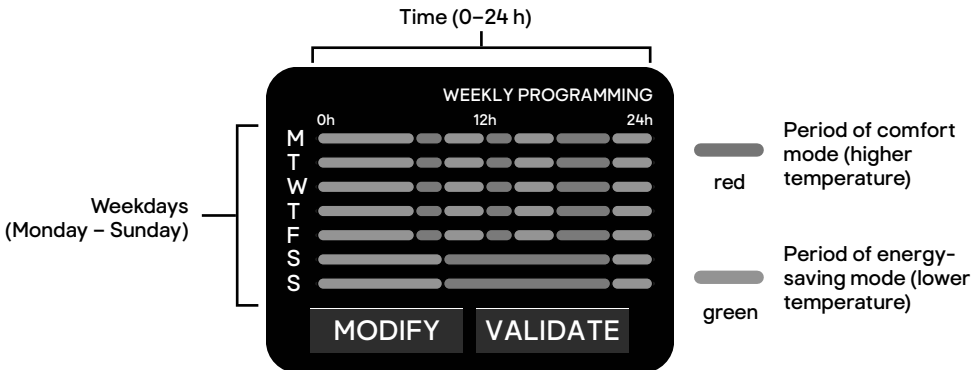 Time (0–24 h)
WEEKLY PROGRAMMING
0h 12h 24h
M
T
W
T
F
S
S
Weekdays
(Monday – Sunday)
MODIFY VALIDATE
Period of comfort
mode (higher
temperature)
red
Period of energy-
saving mode (lower
temperature)
green